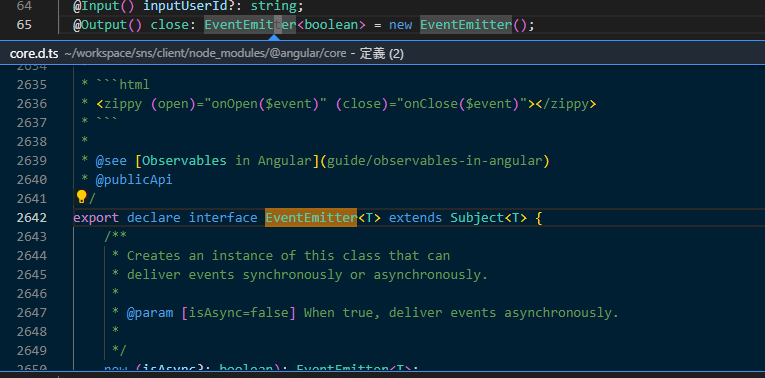 64 @Input() inputUserId?: string;
65 @Output() close: EventEmitter<boolean> = new EventEmitter();
core.d.ts ~/workspace/sns/client/node_modules/@angular/core - 定義 (2)
2634 *
2635 * ```html
2636 * <zippy (open)="onOpen($event)" (close)="onClose($event)"></zippy>
2637 * ```
2638 *
2639 * @see [Observables in Angular](guide/observables-in-angular)
2640 * @publicApi
2641 */
2642 export declare interface EventEmitter<T> extends Subject<T> {
2643 /**
2644 * Creates an instance of this class that can
2645 * deliver events synchronously or asynchronously.
2646 *
2647 * @param [isAsync=false] When true, deliver events asynchronously.
2648 *
2649 */
2650 new (isAsync?: boolean): EventEmitter<T>;